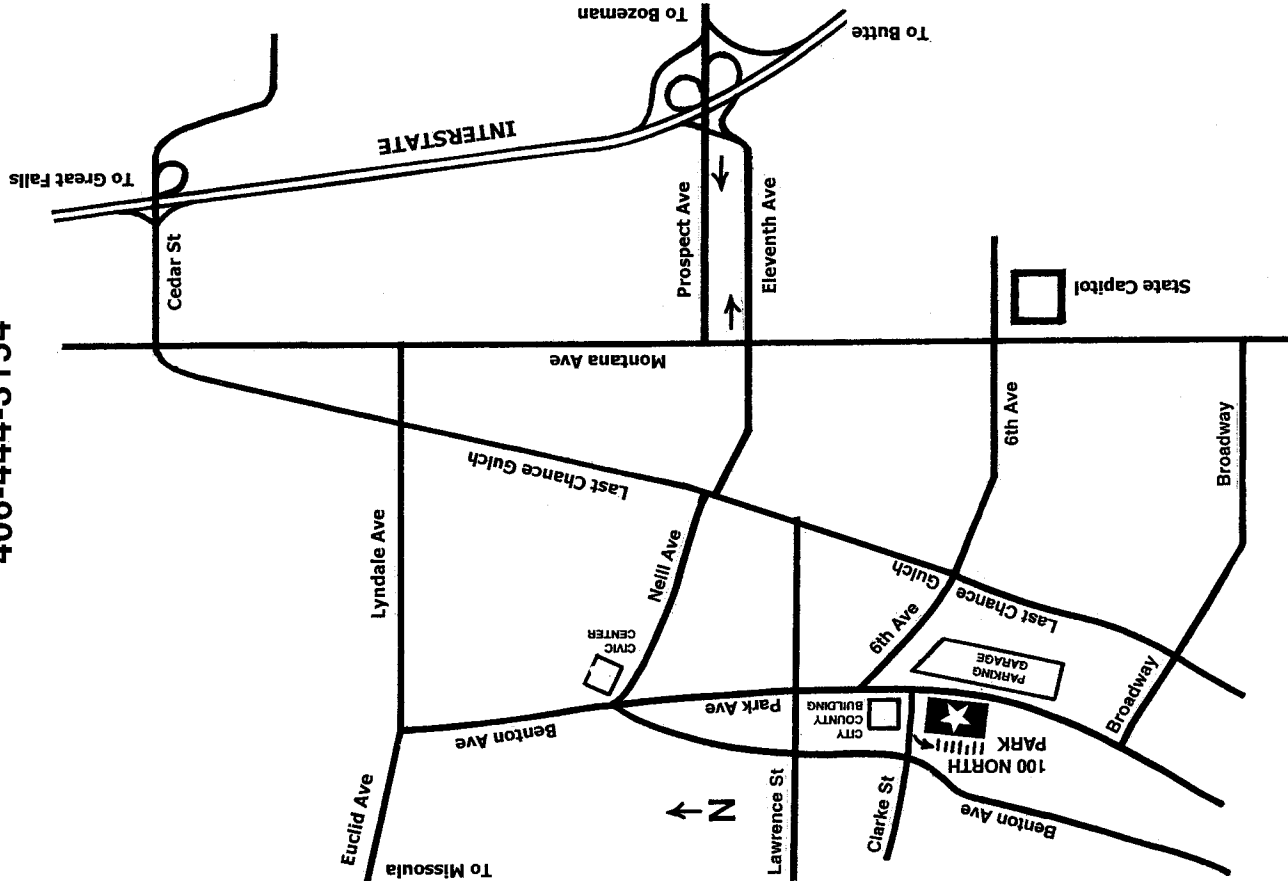 To Bozeman
To Butte
INTERSTATE
To Great Falls
Cedar St
Prospect Ave
Eleventh Ave
State Capitol
Montana Ave
6th Ave
Broadway
Last Chance Gulch
Lyndale Ave
Neill Ave
Gulch
Last Chance
CIVIC
CENTER
6th Ave
PARKING
GARAGE
Broadway
Park Ave
CITY
COUNTY
BUILDING
Benton Ave
100 NORTH
PARK
N
Euclid Ave
To Missoula
Lawrence St
Clarke St
Benton Ave